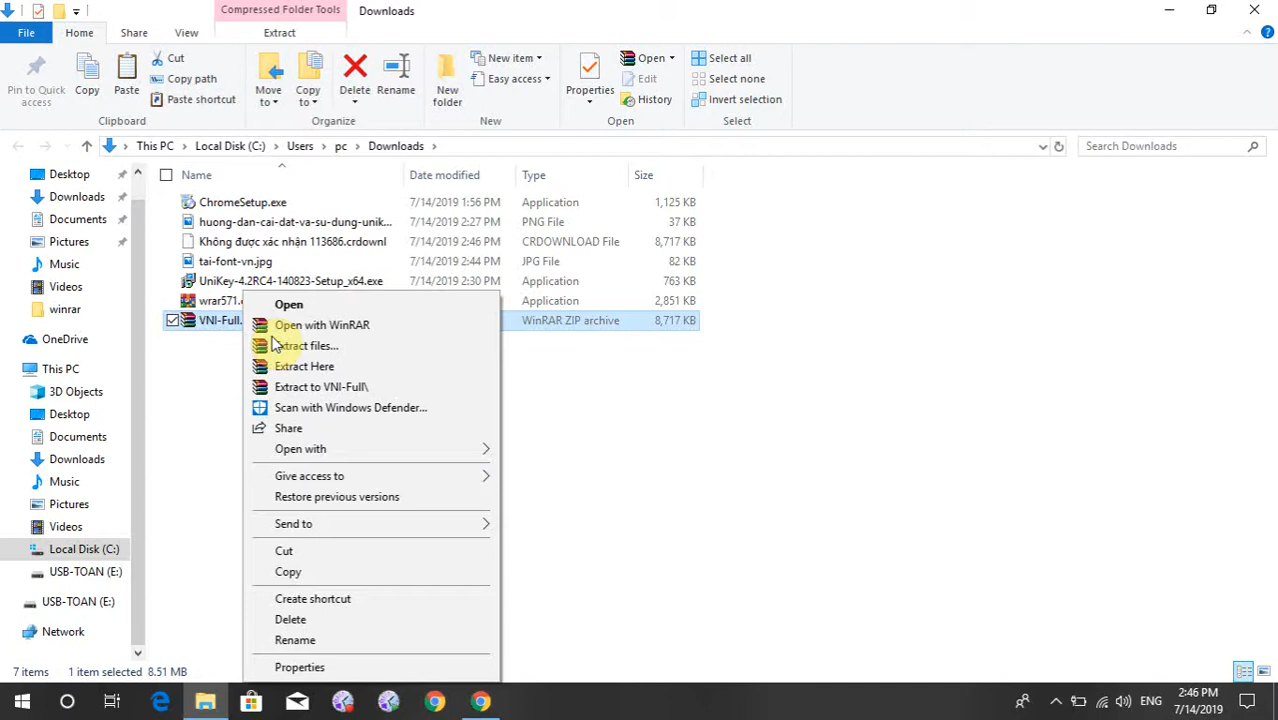 Compressed Folder Tools Downloads
File Home Share View Extract
Pin to Quick access
Copy
Paste
Cut
Copy path
Paste shortcut
Clipboard
Move to
Copy to
Delete
Rename
Organize
New folder
New item
Easy access
New
Properties
Open
Edit
History
Open
Select all
Select none
Invert selection
Select
This PC Local Disk (C:) Users pc Downloads
Search Downloads
Name Date modified Type Size
ChromeSetup.exe 7/14/2019 1:56 PM Application 1,125 KB
huong-dan-cai-dat-va-su-dung-unik... 7/14/2019 2:27 PM PNG File 37 KB
Không được xác nhận 113686.crdownl 7/14/2019 2:46 PM CRDOWNLOAD File 8,717 KB
tai-font-vn.jpg 7/14/2019 2:44 PM JPG File 82 KB
UniKey-4.2RC4-140823-Setup_x64.exe 7/14/2019 2:30 PM Application 763 KB
wrar571. Application 2,851 KB
VNI-Full. WinRAR ZIP archive 8,717 KB
Desktop
Downloads
Documents
Pictures
Music
Videos
winrar
OneDrive
This PC
3D Objects
Desktop
Documents
Downloads
Music
Pictures
Videos
Local Disk (C:)
USB-TOAN (E:)
USB-TOAN (E:)
Network
Open
Open with WinRAR
files...
Extract Here
Extract to VNI-Full\
Scan with Windows Defender...
Share
Open with
Give access to
Restore previous versions
Send to
Cut
Copy
Create shortcut
Delete
Rename
Properties
7 items 1 item selected 8.51 MB
ENG
2:46 PM
7/14/2019